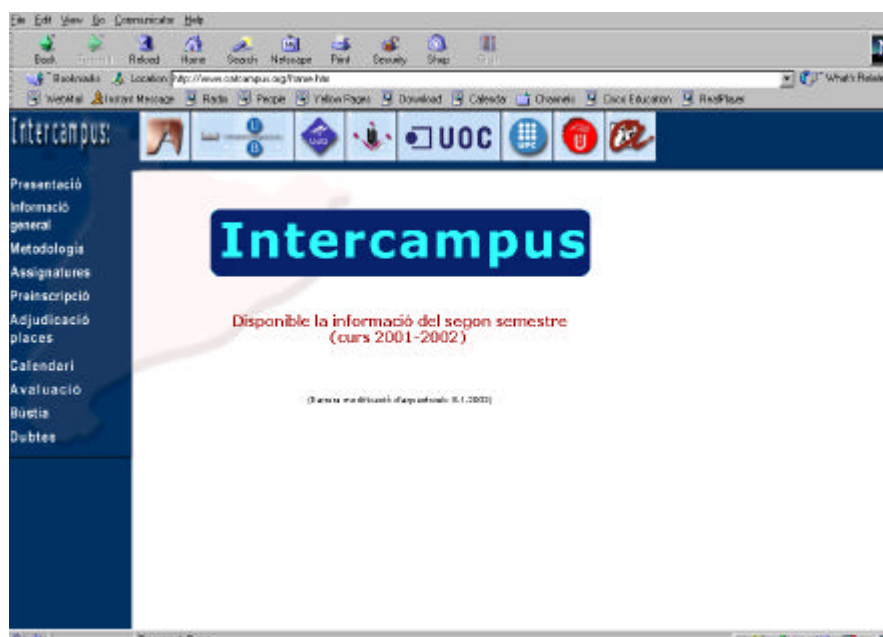 File Edit View Go Communicator Help
Back Reload Home Search Netscape Print Security Shop
Bookmarks Location: What's Related
WebMail Instant Message Radio People Yellow Pages Download Calendar Channels RealPlayer
Intercampus:
U
B
UdG
UOC
UPC
Presentació
Informació
general
Metodologia
Assignatures
Preinscripció
Adjudicació
places
Calendari
Avaluació
Bústia
Dubtes
Intercampus
Disponible la informació del segon semestre
(curs 2001-2002)